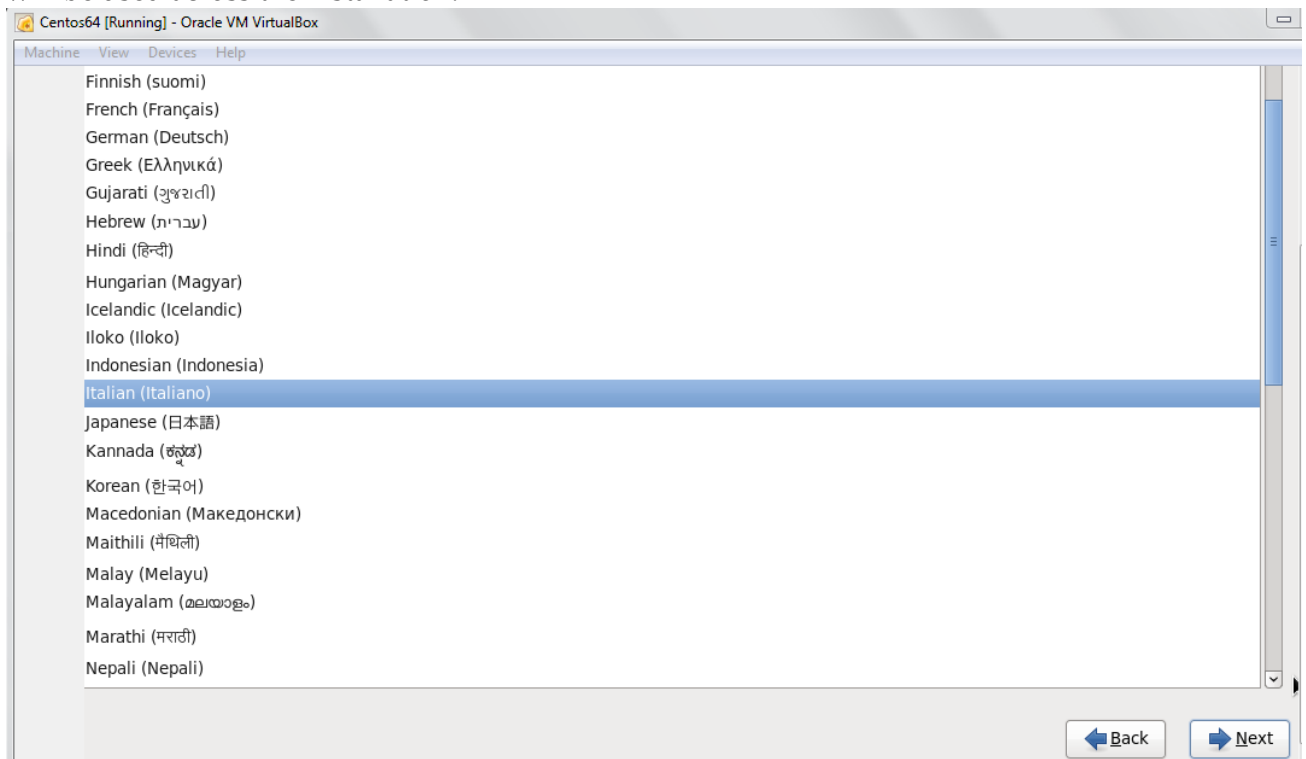 Centos64 [Running] - Oracle VM VirtualBox
Machine View Devices Help
Finnish (suomi)
French (Français)
German (Deutsch)
Greek (Ελληνικά)
Gujarati (ગુજરાતી)
Hebrew (עברית)
Hindi (हिन्दी)
Hungarian (Magyar)
Icelandic (Icelandic)
Iloko (Iloko)
Indonesian (Indonesia)
Italian (Italiano)
Japanese (日本語)
Kannada (ಕನ್ನಡ)
Korean (한국어)
Macedonian (Македонски)
Maithili (मैथिली)
Malay (Melayu)
Malayalam (മലയാളം)
Marathi (मराठी)
Nepali (Nepali)
Back Next